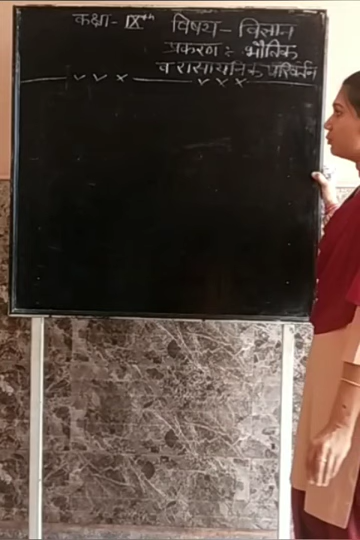 कक्षा- IXth विषय - विज्ञान
प्रकरण :- भौतिक
व रासायनिक परिवर्तन